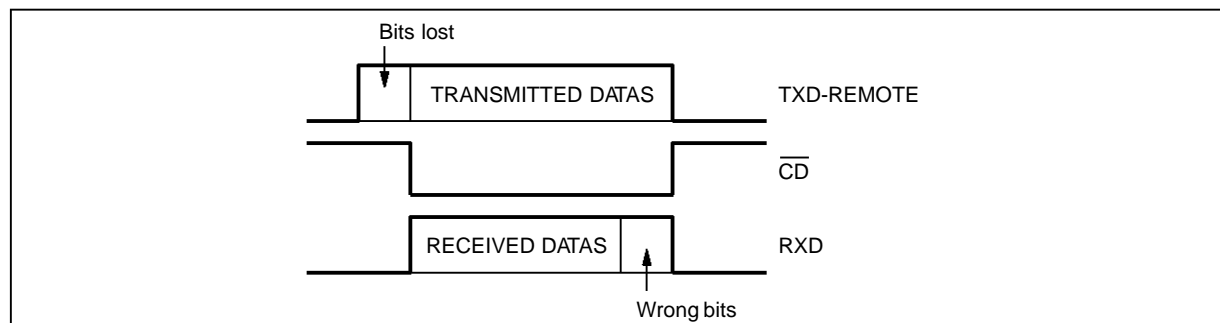 Bits lost
TRANSMITTED DATAS TXD-REMOTE
CD
RECEIVED DATAS RXD
Wrong bits